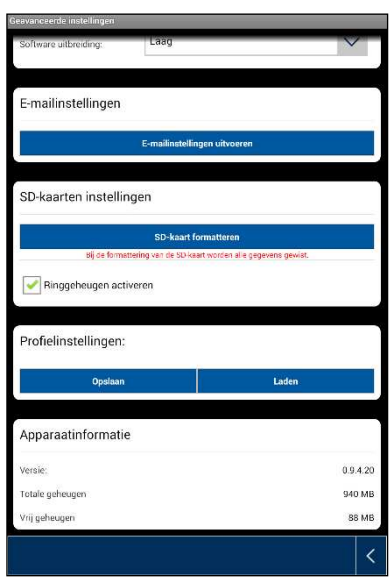 Geavanceerde instellingen
Software uitbreiding:
Laag
E-mailinstellingen
E-mailinstellingen uitvoeren
SD-kaarten instellingen
SD-kaart formatteren
Bij de formattering van de SD-kaart worden alle gegevens gewist.
Ringgeheugen activeren
Profielinstellingen:
Opslaan
Laden
Apparaatinformatie
Versie: 0.9.4.20
Totale geheugen 940 MB
Vrij geheugen 88 MB